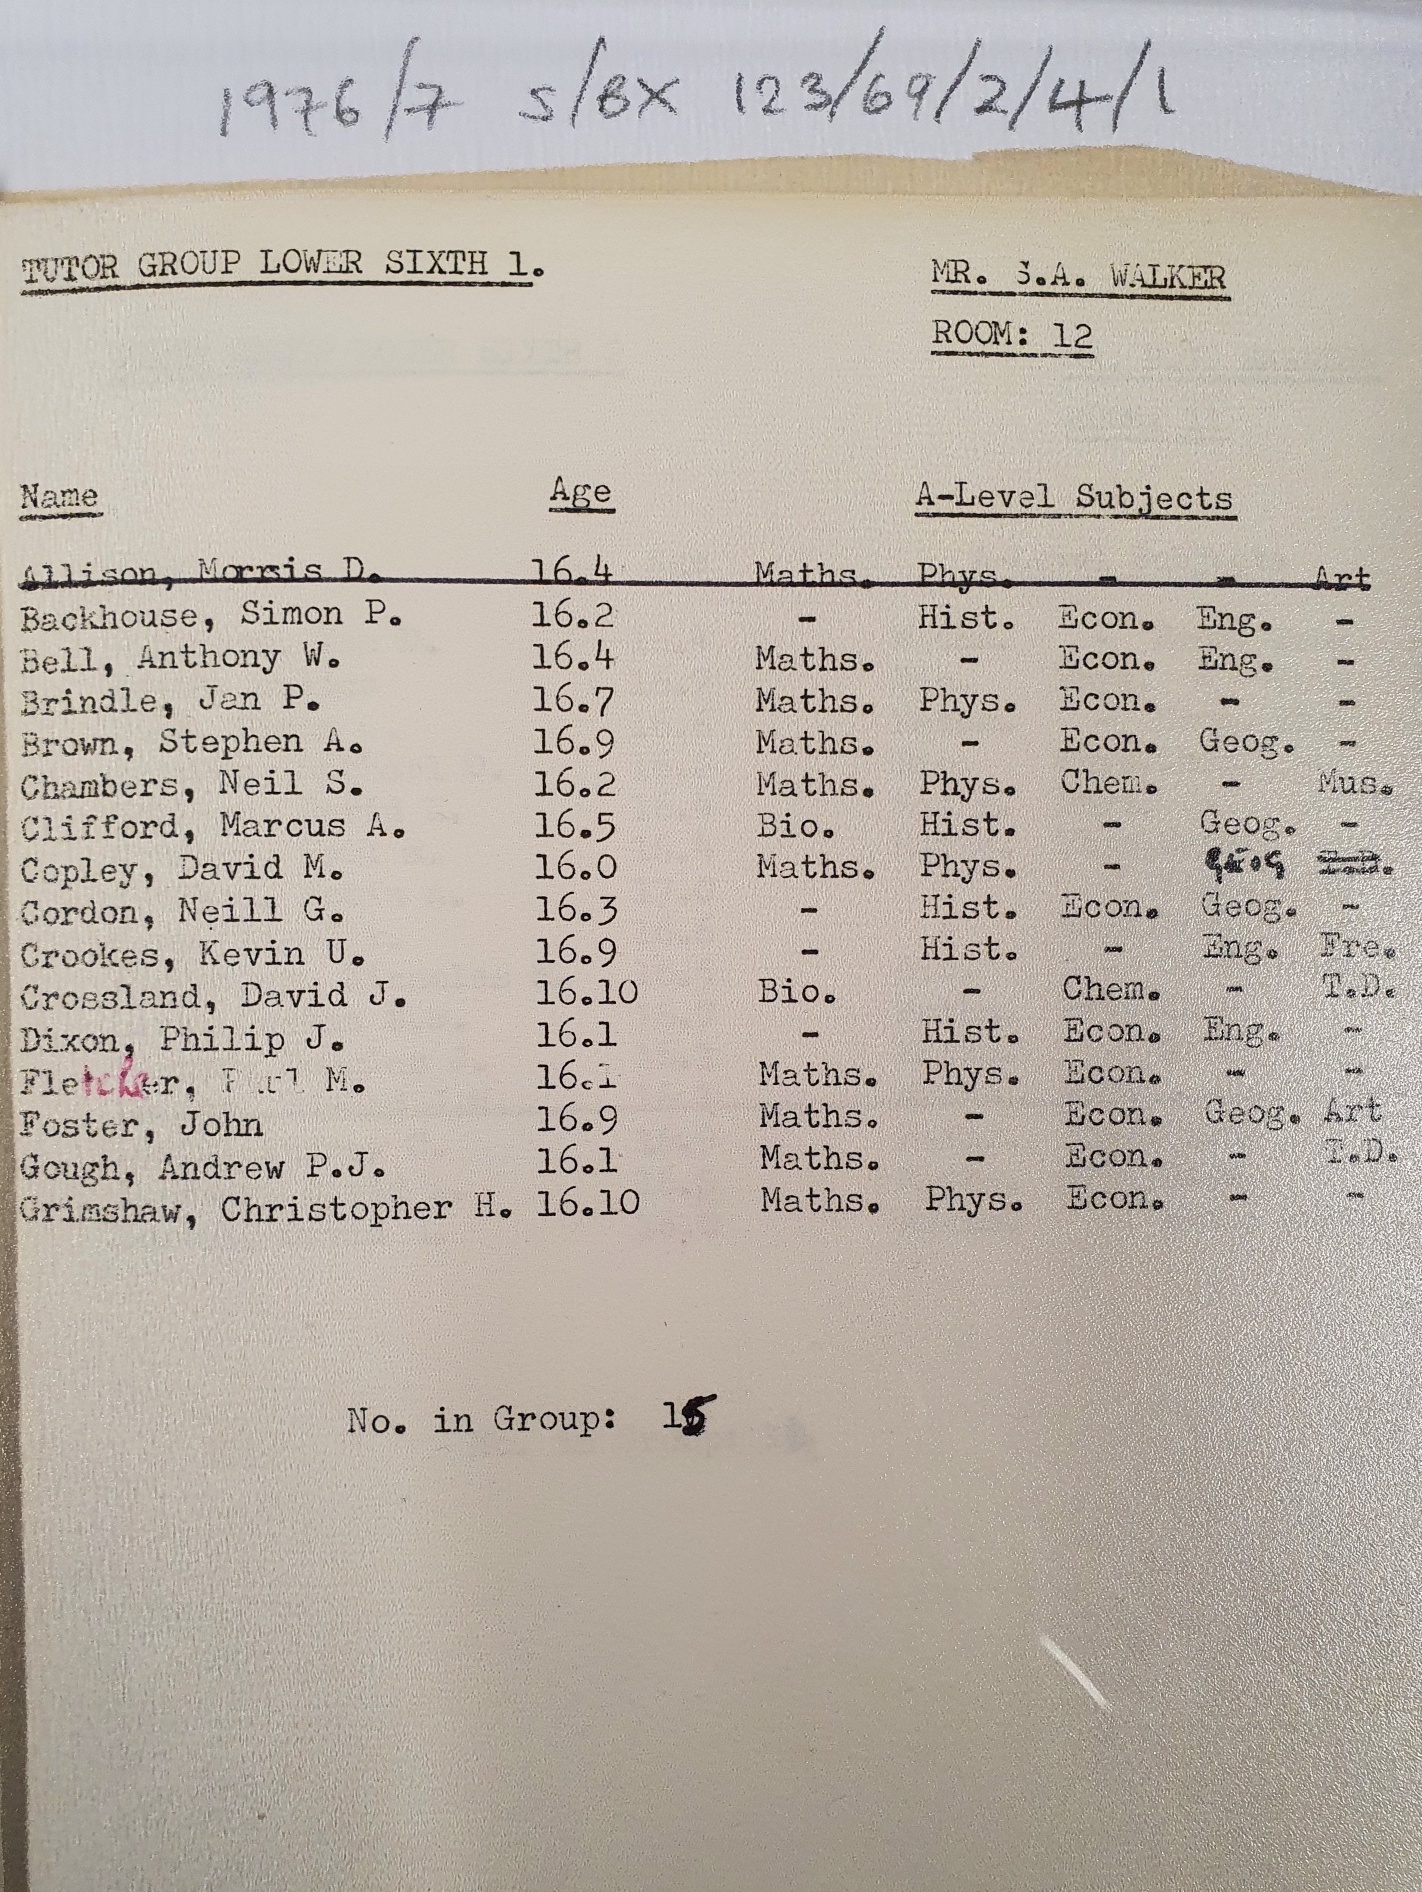 1976/7 S/BX 123/69/2/4/1
TUTOR GROUP LOWER SIXTH 1. MR. S.A. WALKER
ROOM: 12
Name Age A-Level Subjects
Allison, Morris D. 16.4 Maths. Phys. - - Art
Backhouse, Simon P. 16.2 - Hist. Econ. Eng. -
Bell, Anthony W. 16.4 Maths. - Econ. Eng. -
Brindle, Jan P. 16.7 Maths. Phys. Econ. - -
Brown, Stephen A. 16.9 Maths. - Econ. Geog. -
Chambers, Neil S. 16.2 Maths. Phys. Chem. - Mus.
Clifford, Marcus A. 16.5 Bio. Hist. - Geog. -
Copley, David M. 16.0 Maths. Phys. - GEOG
Cordon, Neill G. 16.3 - Hist. Econ. Geog. -
Crookes, Kevin U. 16.9 - Hist. - Eng. Fre.
Crossland, David J. 16.10 Bio. - Chem. - T.D.
Dixon, Philip J. 16.1 - Hist. Econ. Eng. -
Fletcher, M. 16.1 Maths. Phys. Econ. - -
Foster, John 16.9 Maths. - Econ. Geog. Art
Gough, Andrew P.J. 16.1 Maths. - Econ. - T.D.
Grimshaw, Christopher H. 16.10 Maths. Phys. Econ. - -
No. in Group: 15